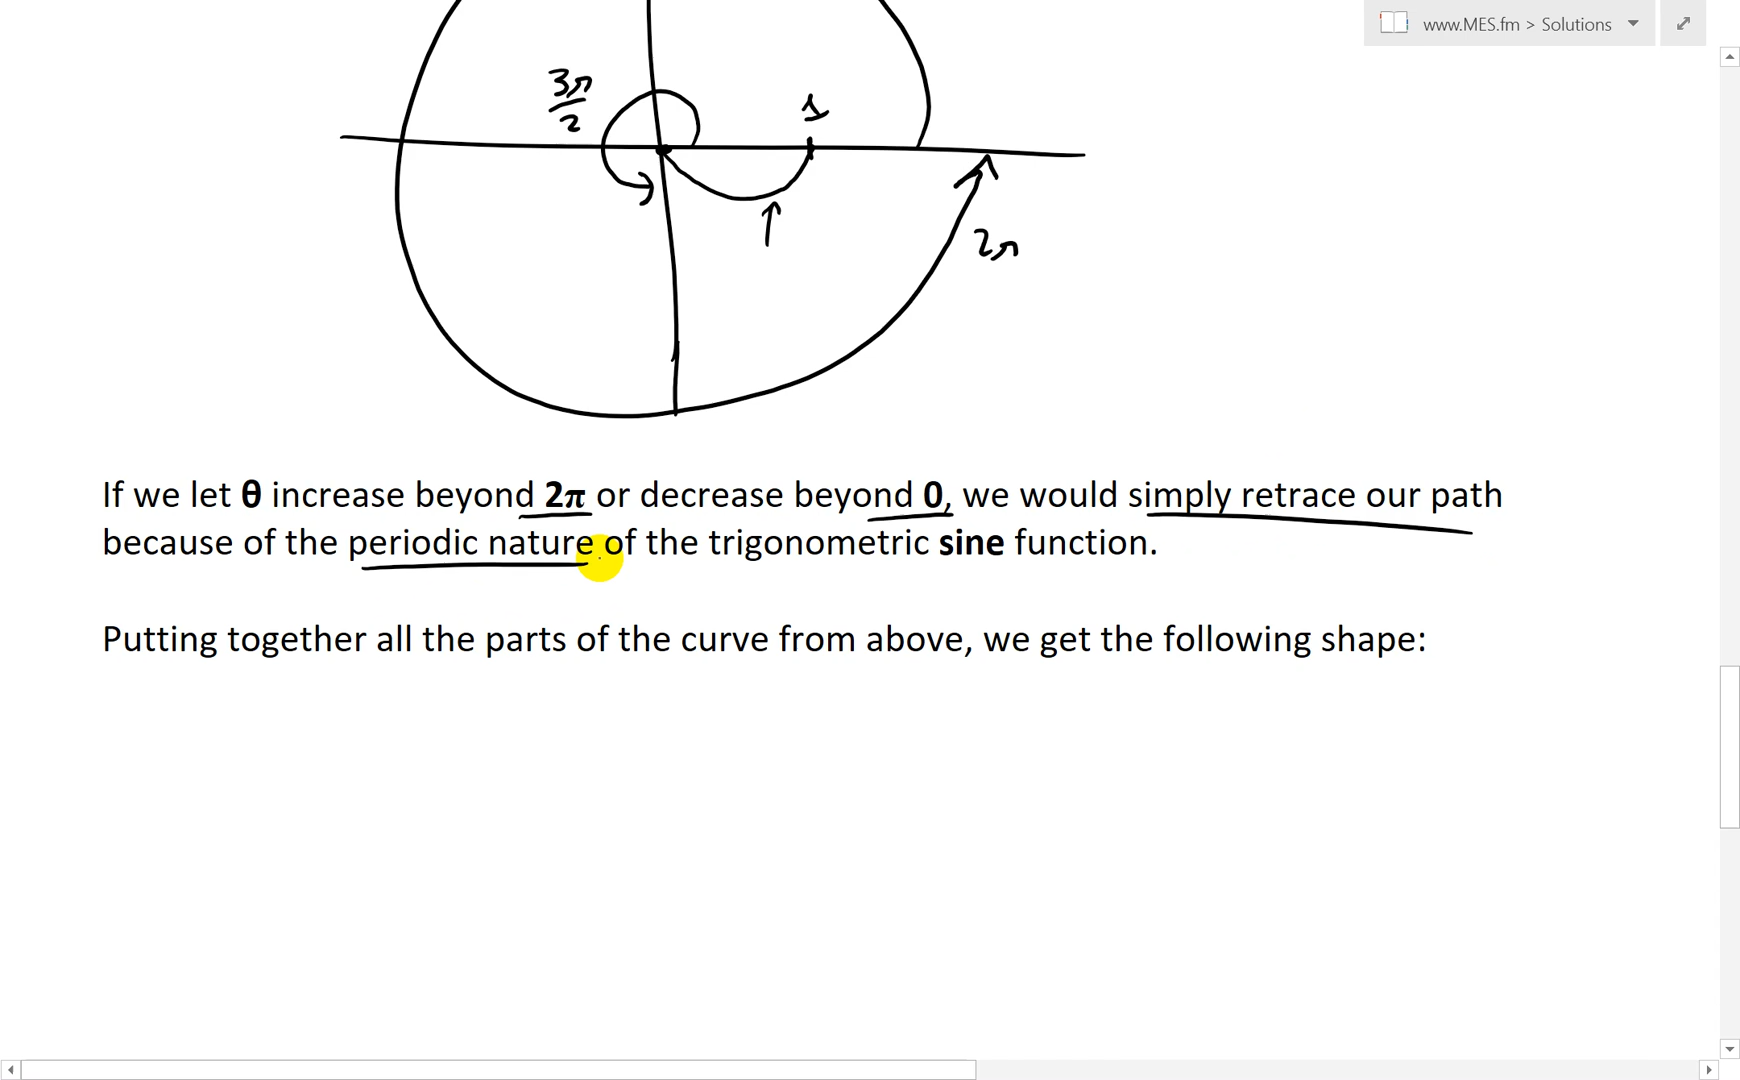 www.MES.fm > Solutions
3π
2
1
2π
If we let θ increase beyond 2π or decrease beyond 0, we would simply retrace our path
because of the periodic nature of the trigonometric sine function.
Putting together all the parts of the curve from above, we get the following shape: